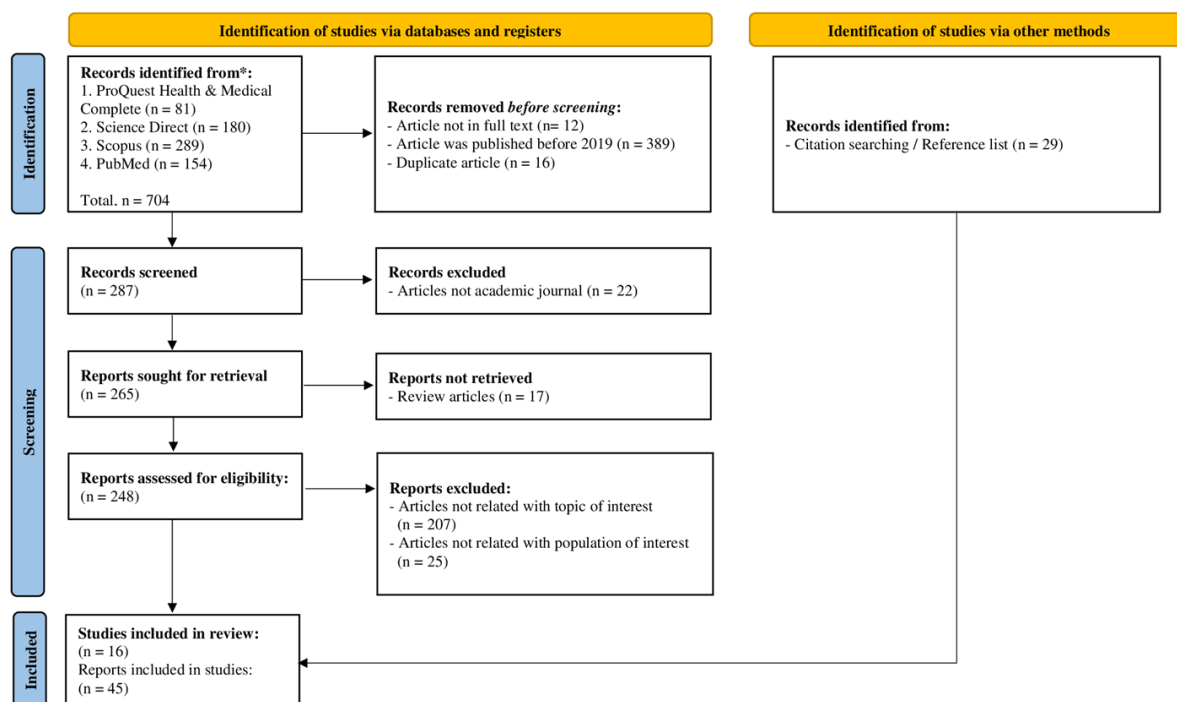 Identification of studies via databases and registers
Identification of studies via other methods
Identification
Records identified from*:
1. ProQuest Health & Medical
Complete (n = 81)
2. Science Direct (n = 180)
3. Scopus (n = 289)
4. PubMed (n = 154)
Total. n = 704
Records removed before screening:
- Article not in full text (n= 12)
- Article was published before 2019 (n = 389)
- Duplicate article (n = 16)
Records identified from:
- Citation searching / Reference list (n = 29)
Screening
Records screened
(n = 287)
Records excluded
- Articles not academic journal (n = 22)
Reports sought for retrieval
(n = 265)
Reports not retrieved
- Review articles (n = 17)
Reports assessed for eligibility:
(n = 248)
Reports excluded:
- Articles not related with topic of interest
(n = 207)
- Articles not related with population of interest
(n = 25)
Included
Studies included in review:
(n = 16)
Reports included in studies:
(n = 45)